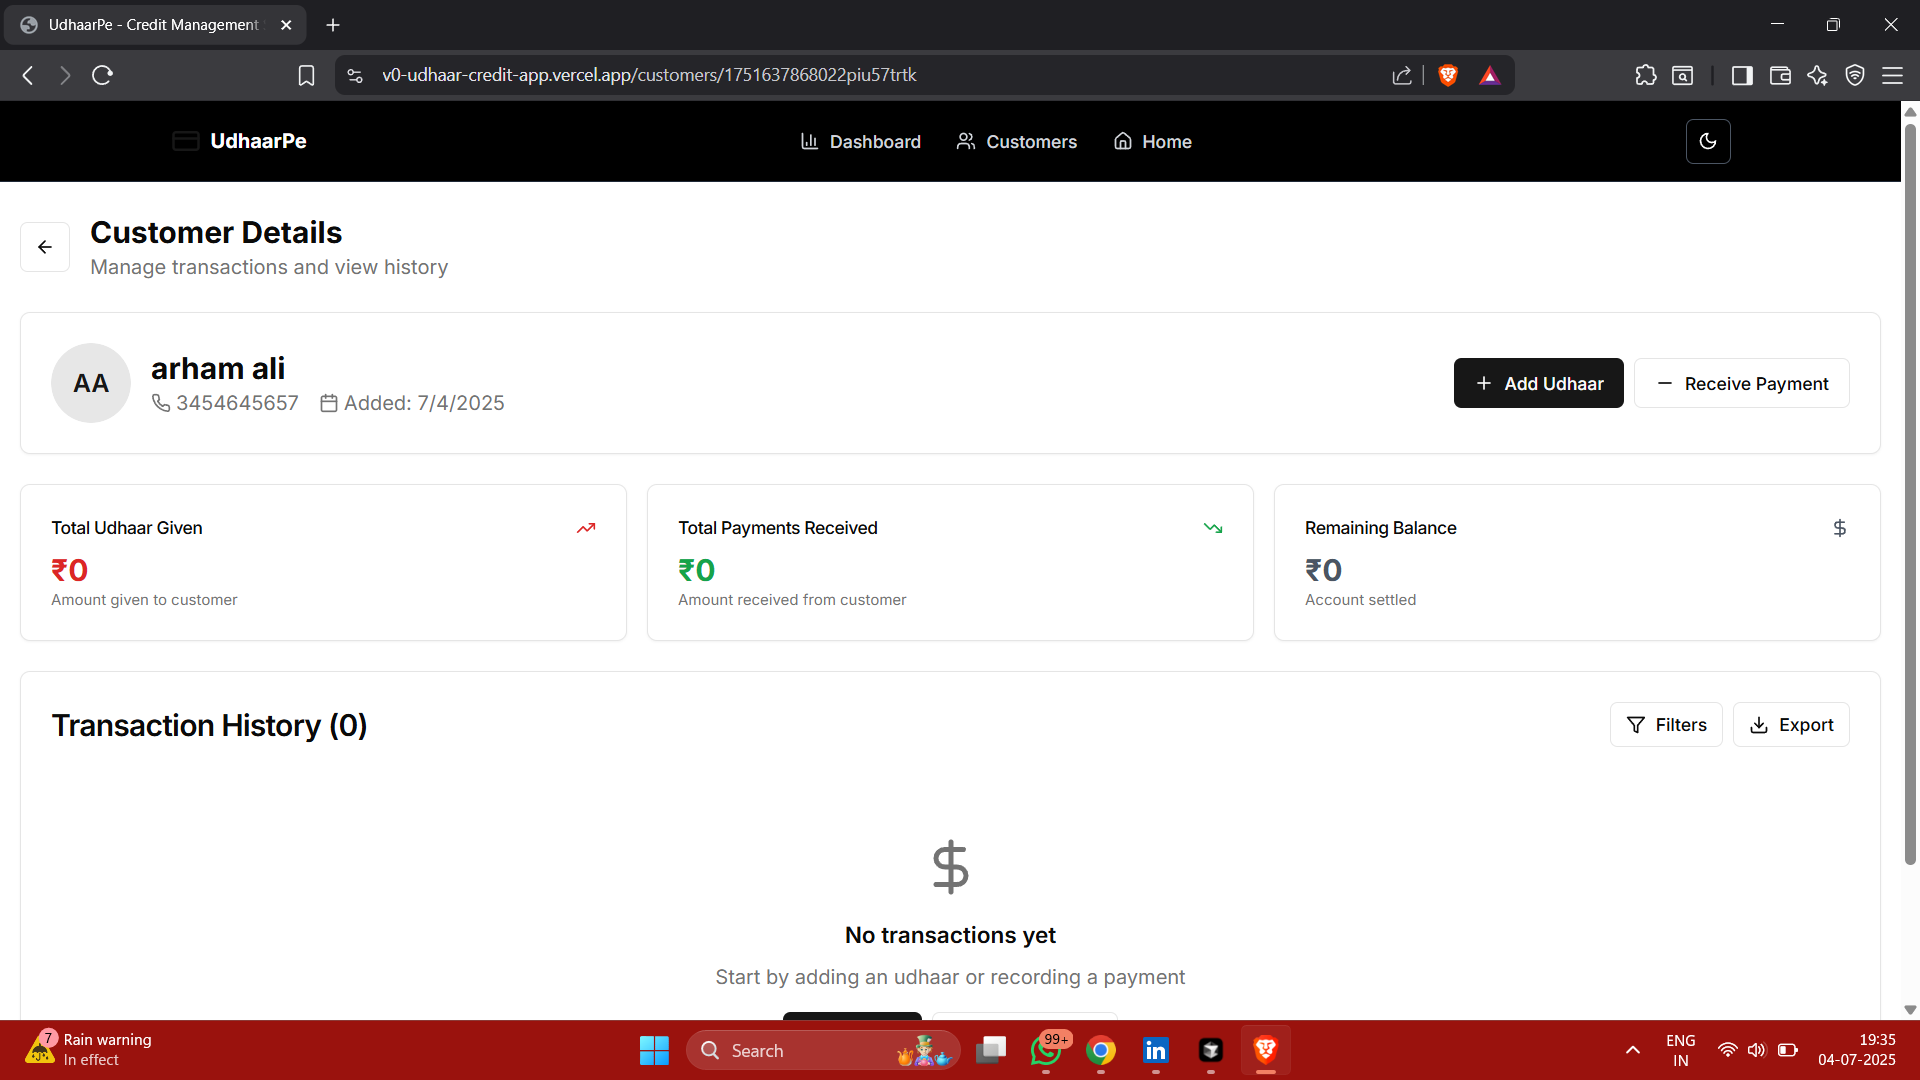 UdhaarPe - Credit Management
v0-udhaar-credit-app.vercel.app/customers/1751637868022piu57trtk
UdhaarPe
Dashboard
Customers
Home
Customer Details
Manage transactions and view history
AA
arham ali
3454645657
Added: 7/4/2025
Add Udhaar
Receive Payment
Total Udhaar Given
₹0
Amount given to customer
Total Payments Received
₹0
Amount received from customer
Remaining Balance
$
₹0
Account settled
Transaction History (0)
Filters
Export
$
No transactions yet
Start by adding an udhaar or recording a payment
7
Rain warning
In effect
Search
99+
in
ENG
IN
19:35
04-07-2025